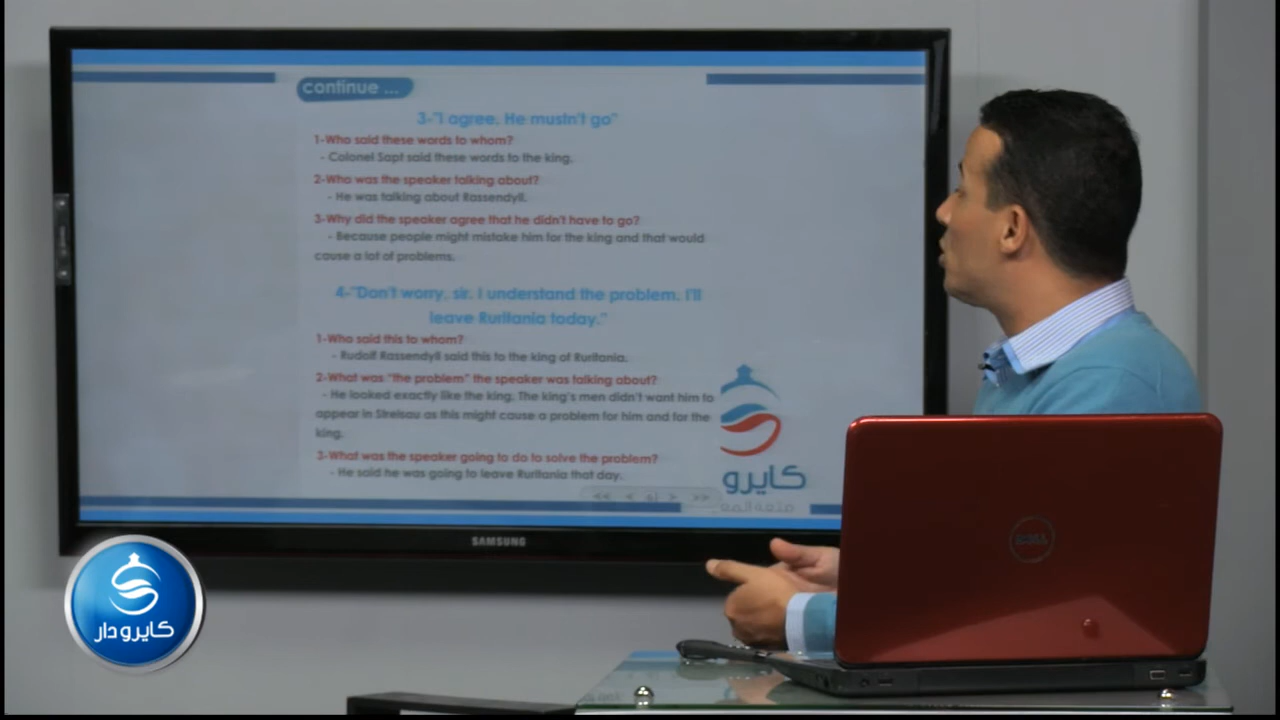 continue ...
3-"I agree. He mustn't go"
1-Who said these words to whom?
- Colonel Sapt said these words to the king.
2-Who was the speaker talking about?
- He was talking about Rassendyll.
3-Why did the speaker agree that he didn't have to go?
- Because people might mistake him for the king and that would
cause a lot of problems.
4-"Don't worry, sir. I understand the problem. I'll
leave Ruritania today."
1-Who said this to whom?
- Rudolf Rassendyll said this to the king of Ruritania.
2-What was "the problem" the speaker was talking about?
- He looked exactly like the king. The king's men didn't want him to
appear in Strelsau as this might cause a problem for him and for the
king.
3-What was the speaker going to do to solve the problem?
- He said he was going to leave Ruritania that day.
كايرو
SAMSUNG
DELL
كايرودار